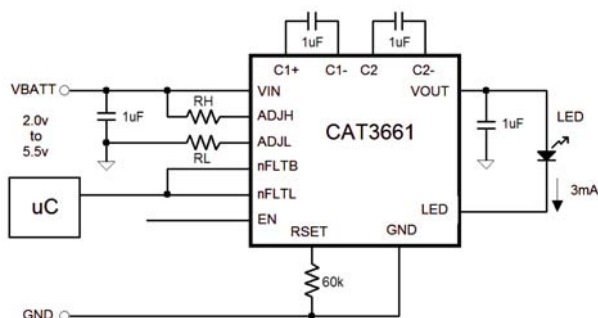 1uF
1uF
C1+ C1- C2 C2-
VBATT
VIN
VOUT
RH
ADJH
2.0v
to
5.5v
1uF
1uF
LED
ADJL
RL
CAT3661
nFLTB
uC
nFLTL
3mA
EN
LED
RSET
GND
60k
GND